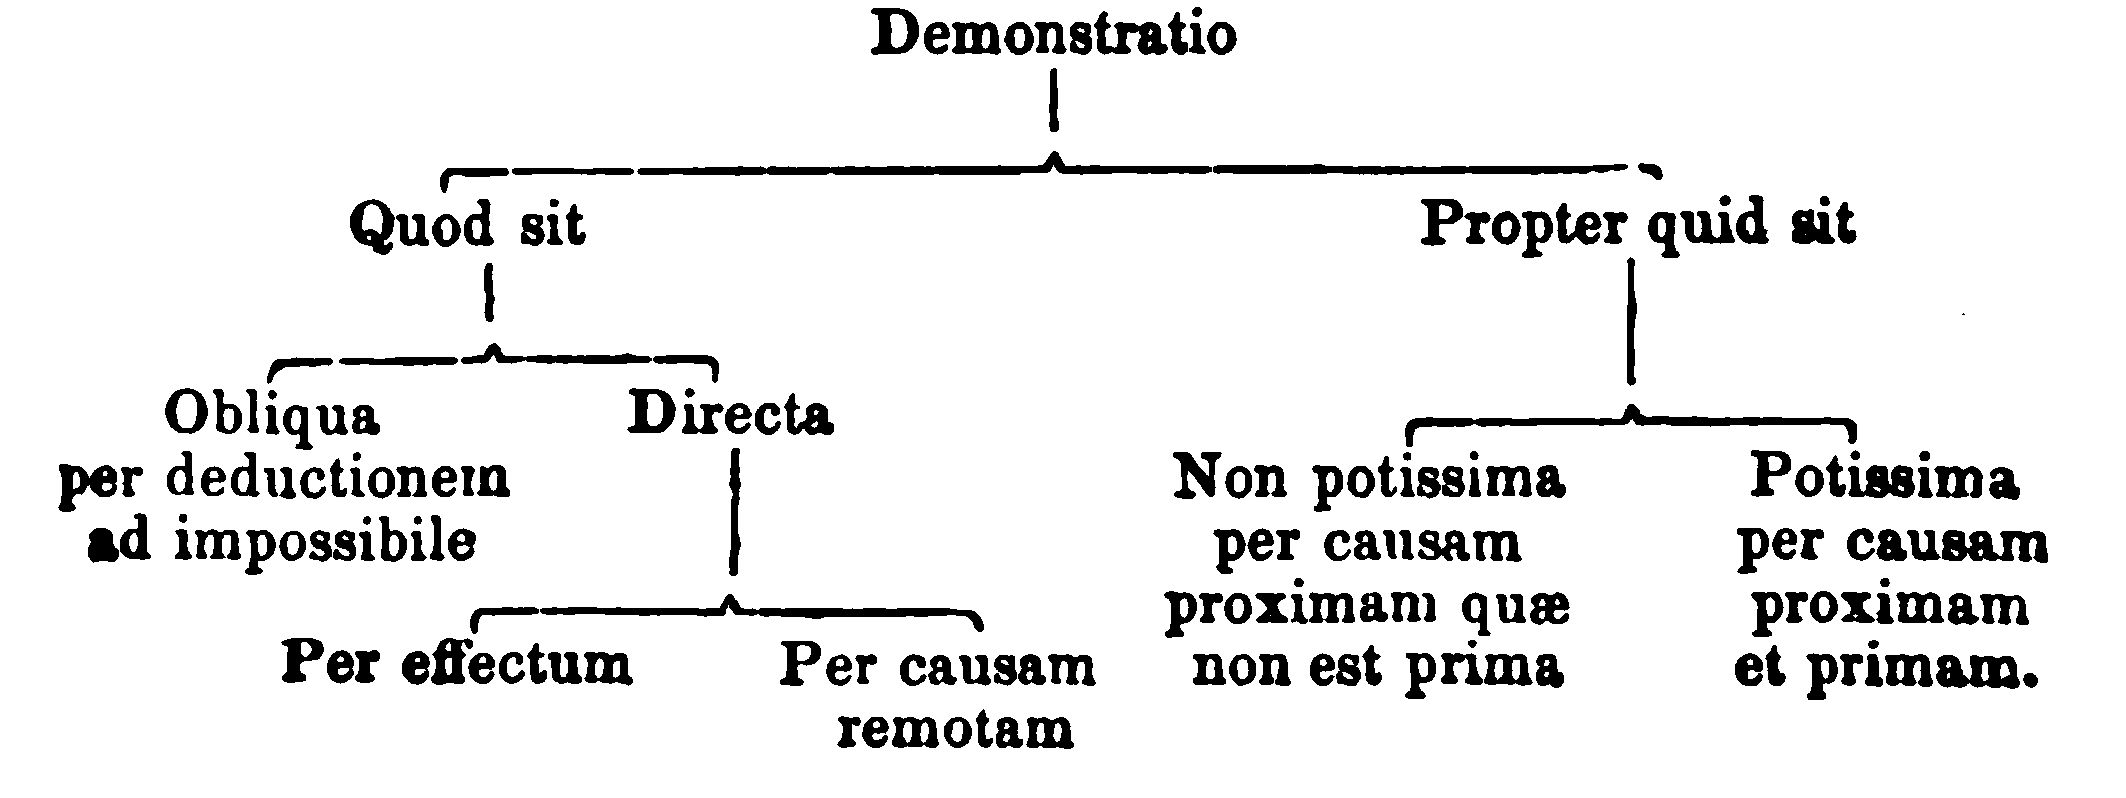 Demonstratio
Quod sit
Propter quid sit
Obliqua
per deductionem
ad impossibile
Directa
Per effectum
Per causam
remotam
Non potissima
per causam
proximam quæ
non est prima
Potissima
per causam
proximam
et primam.